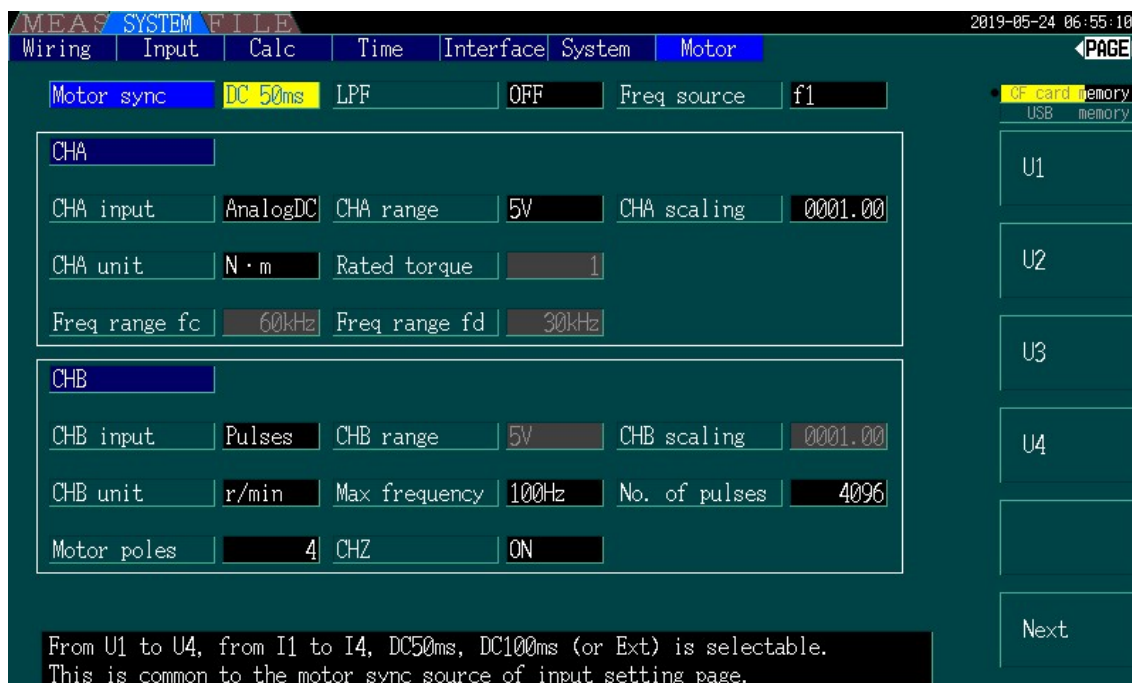 MEAS SYSTEM FILE 2019-05-24 06:55:10
Wiring Input Calc Time Interface System Motor PAGE
Motor sync DC 50ms LPF OFF Freq source f1
CF card memory
USB memory
CHA
U1
CHA input AnalogDC CHA range 5V CHA scaling 0001.00
CHA unit N・m Rated torque 1
U2
Freq range fc 60kHz Freq range fd 30kHz
U3
CHB
CHB input Pulses CHB range 5V CHB scaling 0001.00
U4
CHB unit r/min Max frequency 100Hz No. of pulses 4096
Motor poles 4 CHZ ON
Next
From U1 to U4, from I1 to I4, DC50ms, DC100ms (or Ext) is selectable.
This is common to the motor sync source of input setting page.